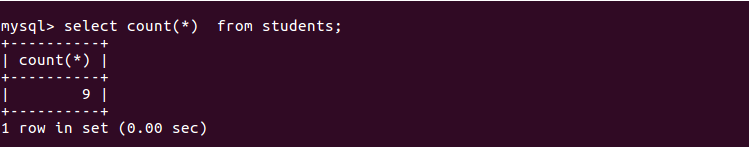 mysql> select count(*)  from students;
+----------+
| count(*) |
+----------+
|        9 |
+----------+
1 row in set (0.00 sec)